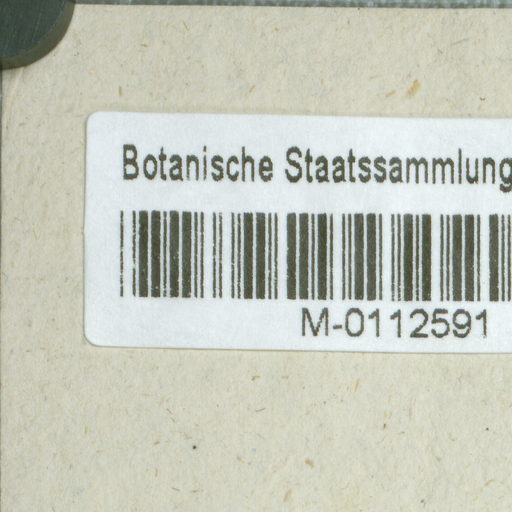 Botanische Staatssammlung
M-0112591